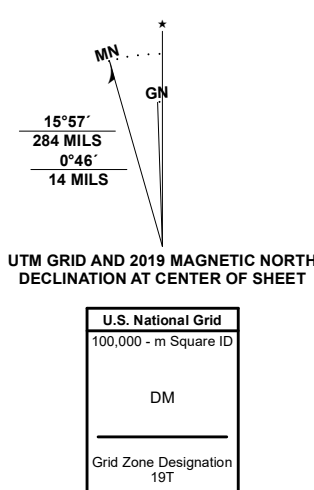 ★
MN
GN
15°57´
284 MILS
0°46´
14 MILS
UTM GRID AND 2019 MAGNETIC NORTH
DECLINATION AT CENTER OF SHEET
U.S. National Grid
100,000 - m Square ID
DM
Grid Zone Designation
19T